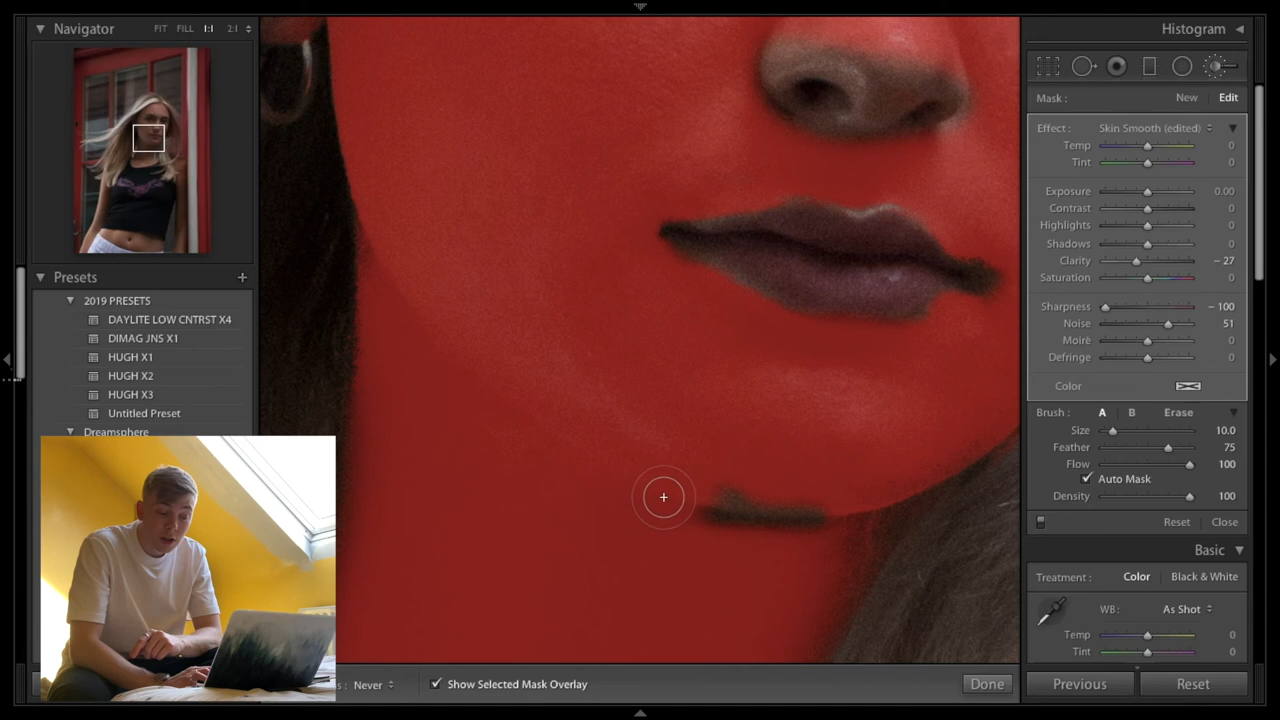 Navigator
FIT FILL 1:1 2:1
Presets +
2019 PRESETS
DAYLITE LOW CNTRST X4
DIMAG JNS X1
HUGH X1
HUGH X2
HUGH X3
Untitled Preset
Dreamsphere
: Never
Show Selected Mask Overlay
Done
Histogram
Mask : New Edit
Effect : Skin Smooth (edited)
Temp 0
Tint 0
Exposure 0.00
Contrast 0
Highlights 0
Shadows 0
Clarity – 27
Saturation 0
Sharpness – 100
Noise 51
Moiré 0
Defringe 0
Color
Brush : A B Erase
Size 10.0
Feather 75
Flow 100
Auto Mask
Density 100
Reset Close
Basic
Treatment : Color Black & White
WB : As Shot
Temp 0
Tint 0
Previous Reset